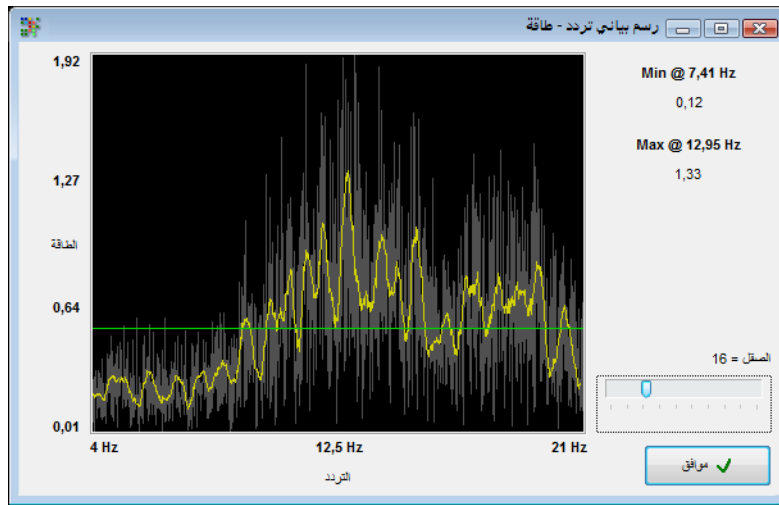 رسم بياني تردد - طاقة
1,92
1,27
الطاقة
0,64
0,01
4 Hz
12,5 Hz
21 Hz
التردد
Min @ 7,41 Hz
0,12
Max @ 12,95 Hz
1,33
الصقل = 16
موافق